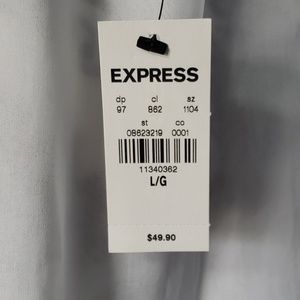 EXPRESS
dp cl sz
97 862 1104
st co
08623219 0001
11340362
L/G
$49.90